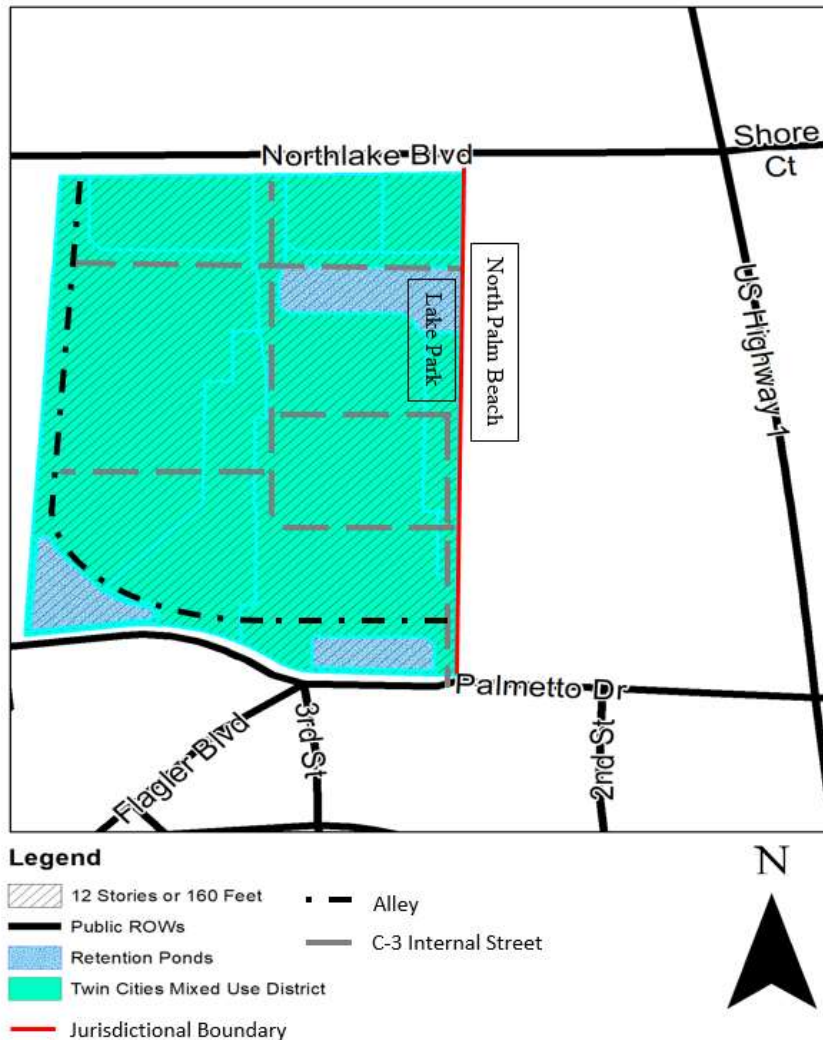 Northlake Blvd
Shore
Ct
US Highway 1
North Palm Beach
Lake Park
Palmetto Dr
Flagler Blvd
3rd St
2nd St
Legend
12 Stories or 160 Feet
Public ROWs
Retention Ponds
Twin Cities Mixed Use District
Jurisdictional Boundary
Alley
C-3 Internal Street
N